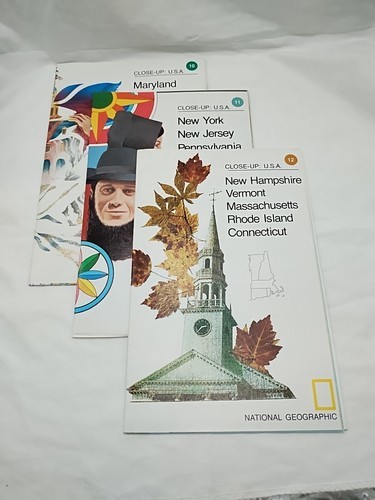 CLOSE-UP: U.S.A. 10
Maryland
CLOSE-UP: U.S.A. 11
New York
New Jersey
Pennsylvania
CLOSE-UP: U.S.A. 12
New Hampshire
Vermont
Massachusetts
Rhode Island
Connecticut
NATIONAL GEOGRAPHIC